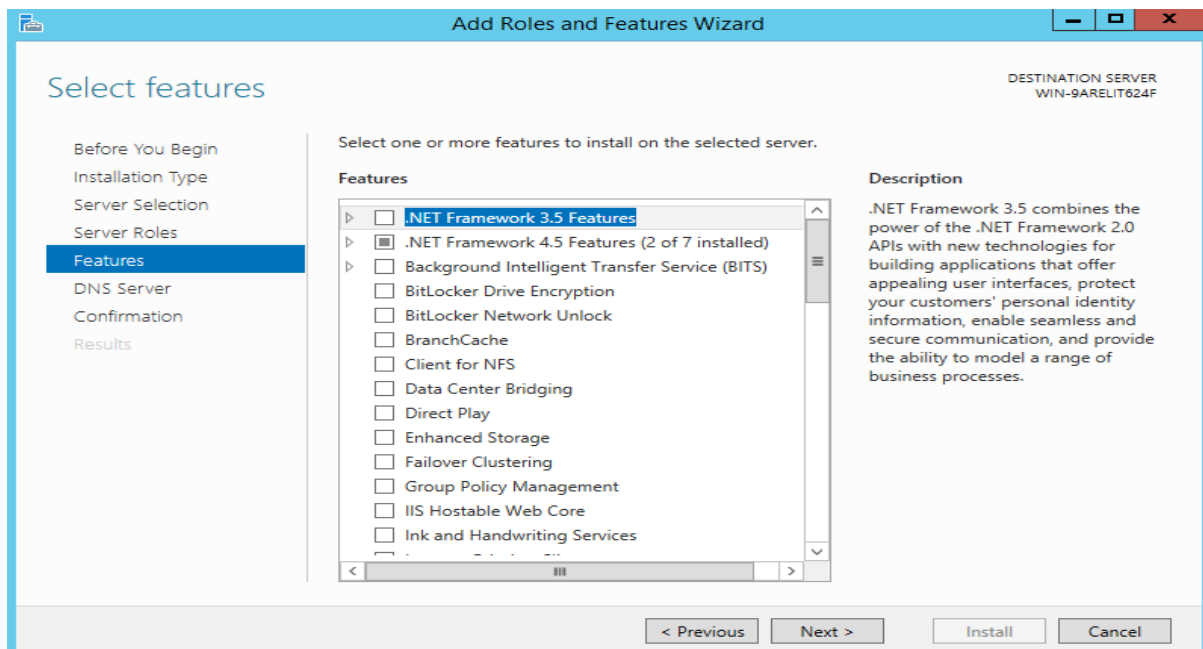 Add Roles and Features Wizard
Select features
DESTINATION SERVER
WIN-9ARELIT624F
Before You Begin
Installation Type
Server Selection
Server Roles
Features
DNS Server
Confirmation
Results
Select one or more features to install on the selected server.
Features
.NET Framework 3.5 Features
.NET Framework 4.5 Features (2 of 7 installed)
Background Intelligent Transfer Service (BITS)
BitLocker Drive Encryption
BitLocker Network Unlock
BranchCache
Client for NFS
Data Center Bridging
Direct Play
Enhanced Storage
Failover Clustering
Group Policy Management
IIS Hostable Web Core
Ink and Handwriting Services
Description
.NET Framework 3.5 combines the
power of the .NET Framework 2.0
APIs with new technologies for
building applications that offer
appealing user interfaces, protect
your customers' personal identity
information, enable seamless and
secure communication, and provide
the ability to model a range of
business processes.
< Previous
Next >
Install
Cancel